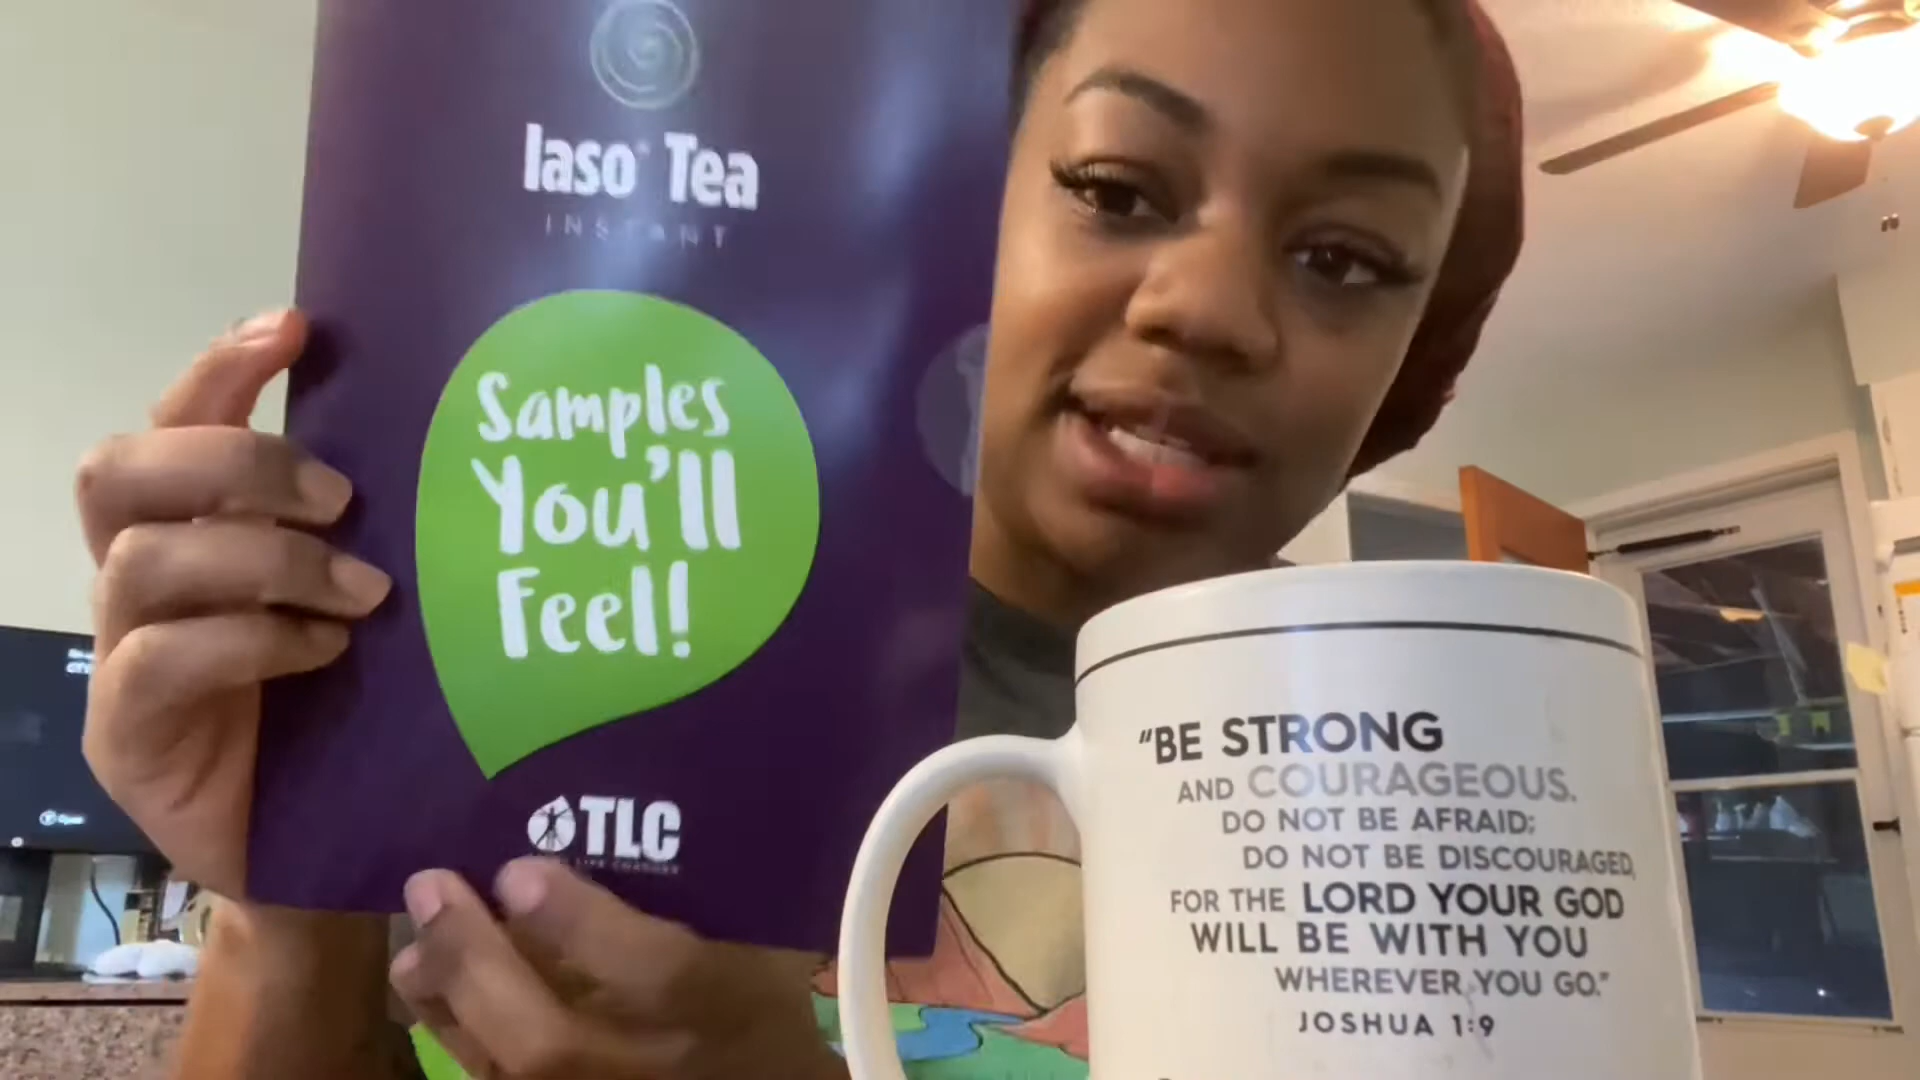 Iaso Tea
INSTANT
Samples
You'll
Feel!
TLC
"BE STRONG
AND COURAGEOUS.
DO NOT BE AFRAID;
DO NOT BE DISCOURAGED,
FOR THE LORD YOUR GOD
WILL BE WITH YOU
WHEREVER YOU GO."
JOSHUA 1:9